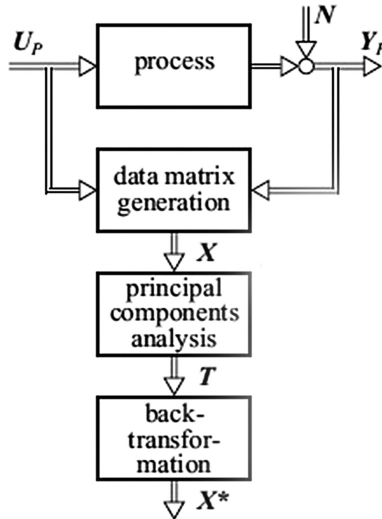 N
U_P
Y_P
process
data matrix
generation
X
principal
components
analysis
T
back-
transfor-
mation
X*